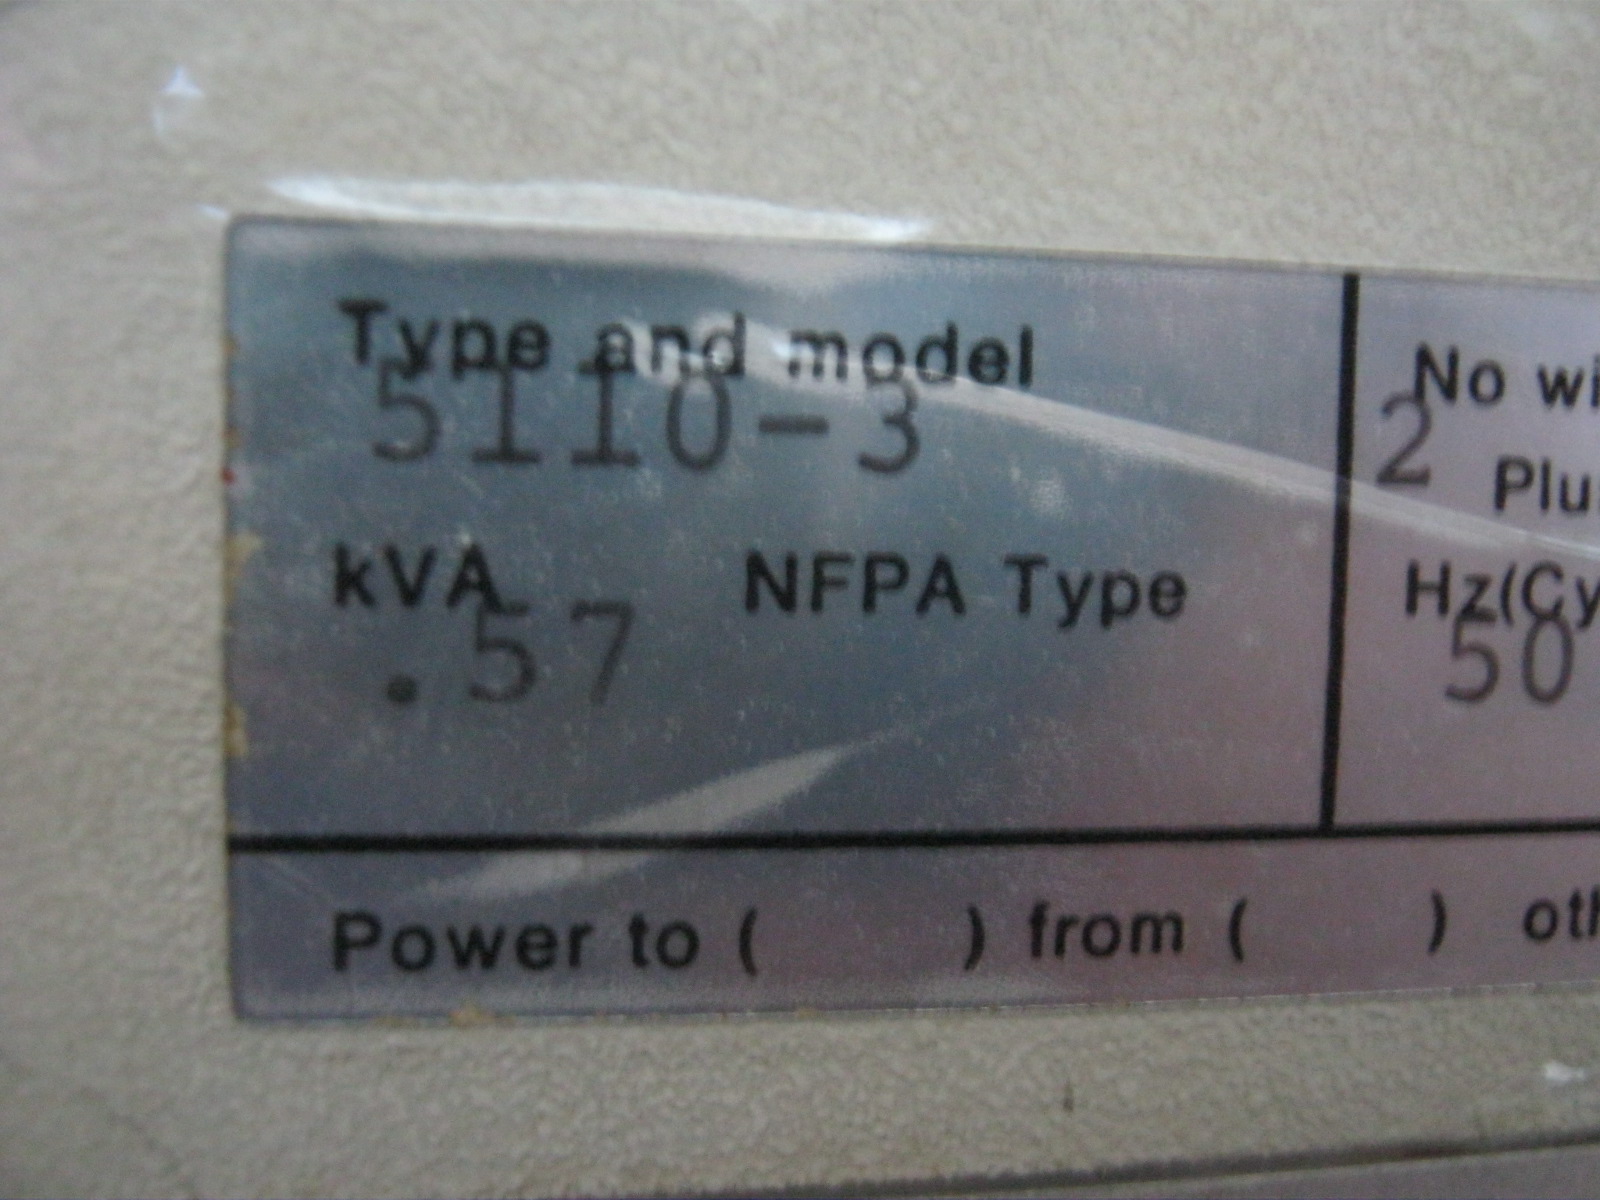 Type and model
5110-3
No wi
2
Plu
kVA
NFPA Type
Hz(Cy
.57
50
Power to (          ) from (          ) oth